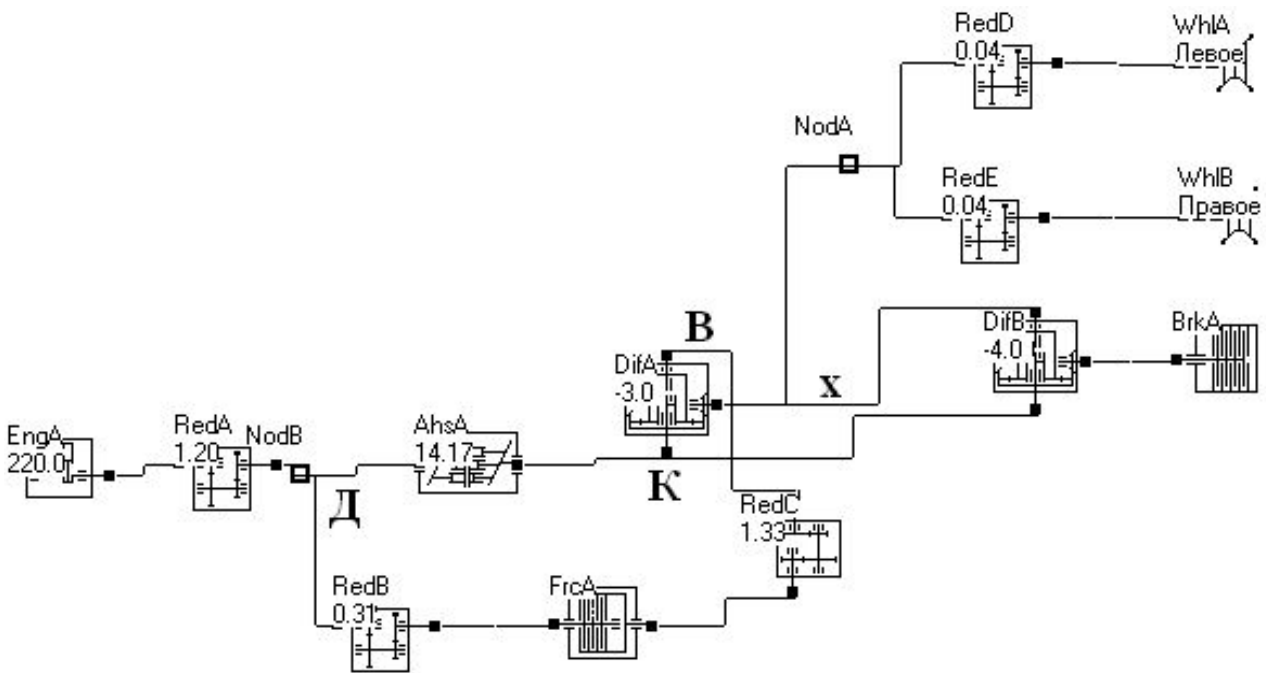 RedD
0.04
WhlA
Левое
NodA
RedE
0.04
WhlB
Правое
В
DifA
-3.0
х
DifB
-4.0
BrkA
EngA
220.0
RedA
1.20
NodB
AhsA
14.17
К
Д
RedC
1.33
RedB
0.31
FrcA